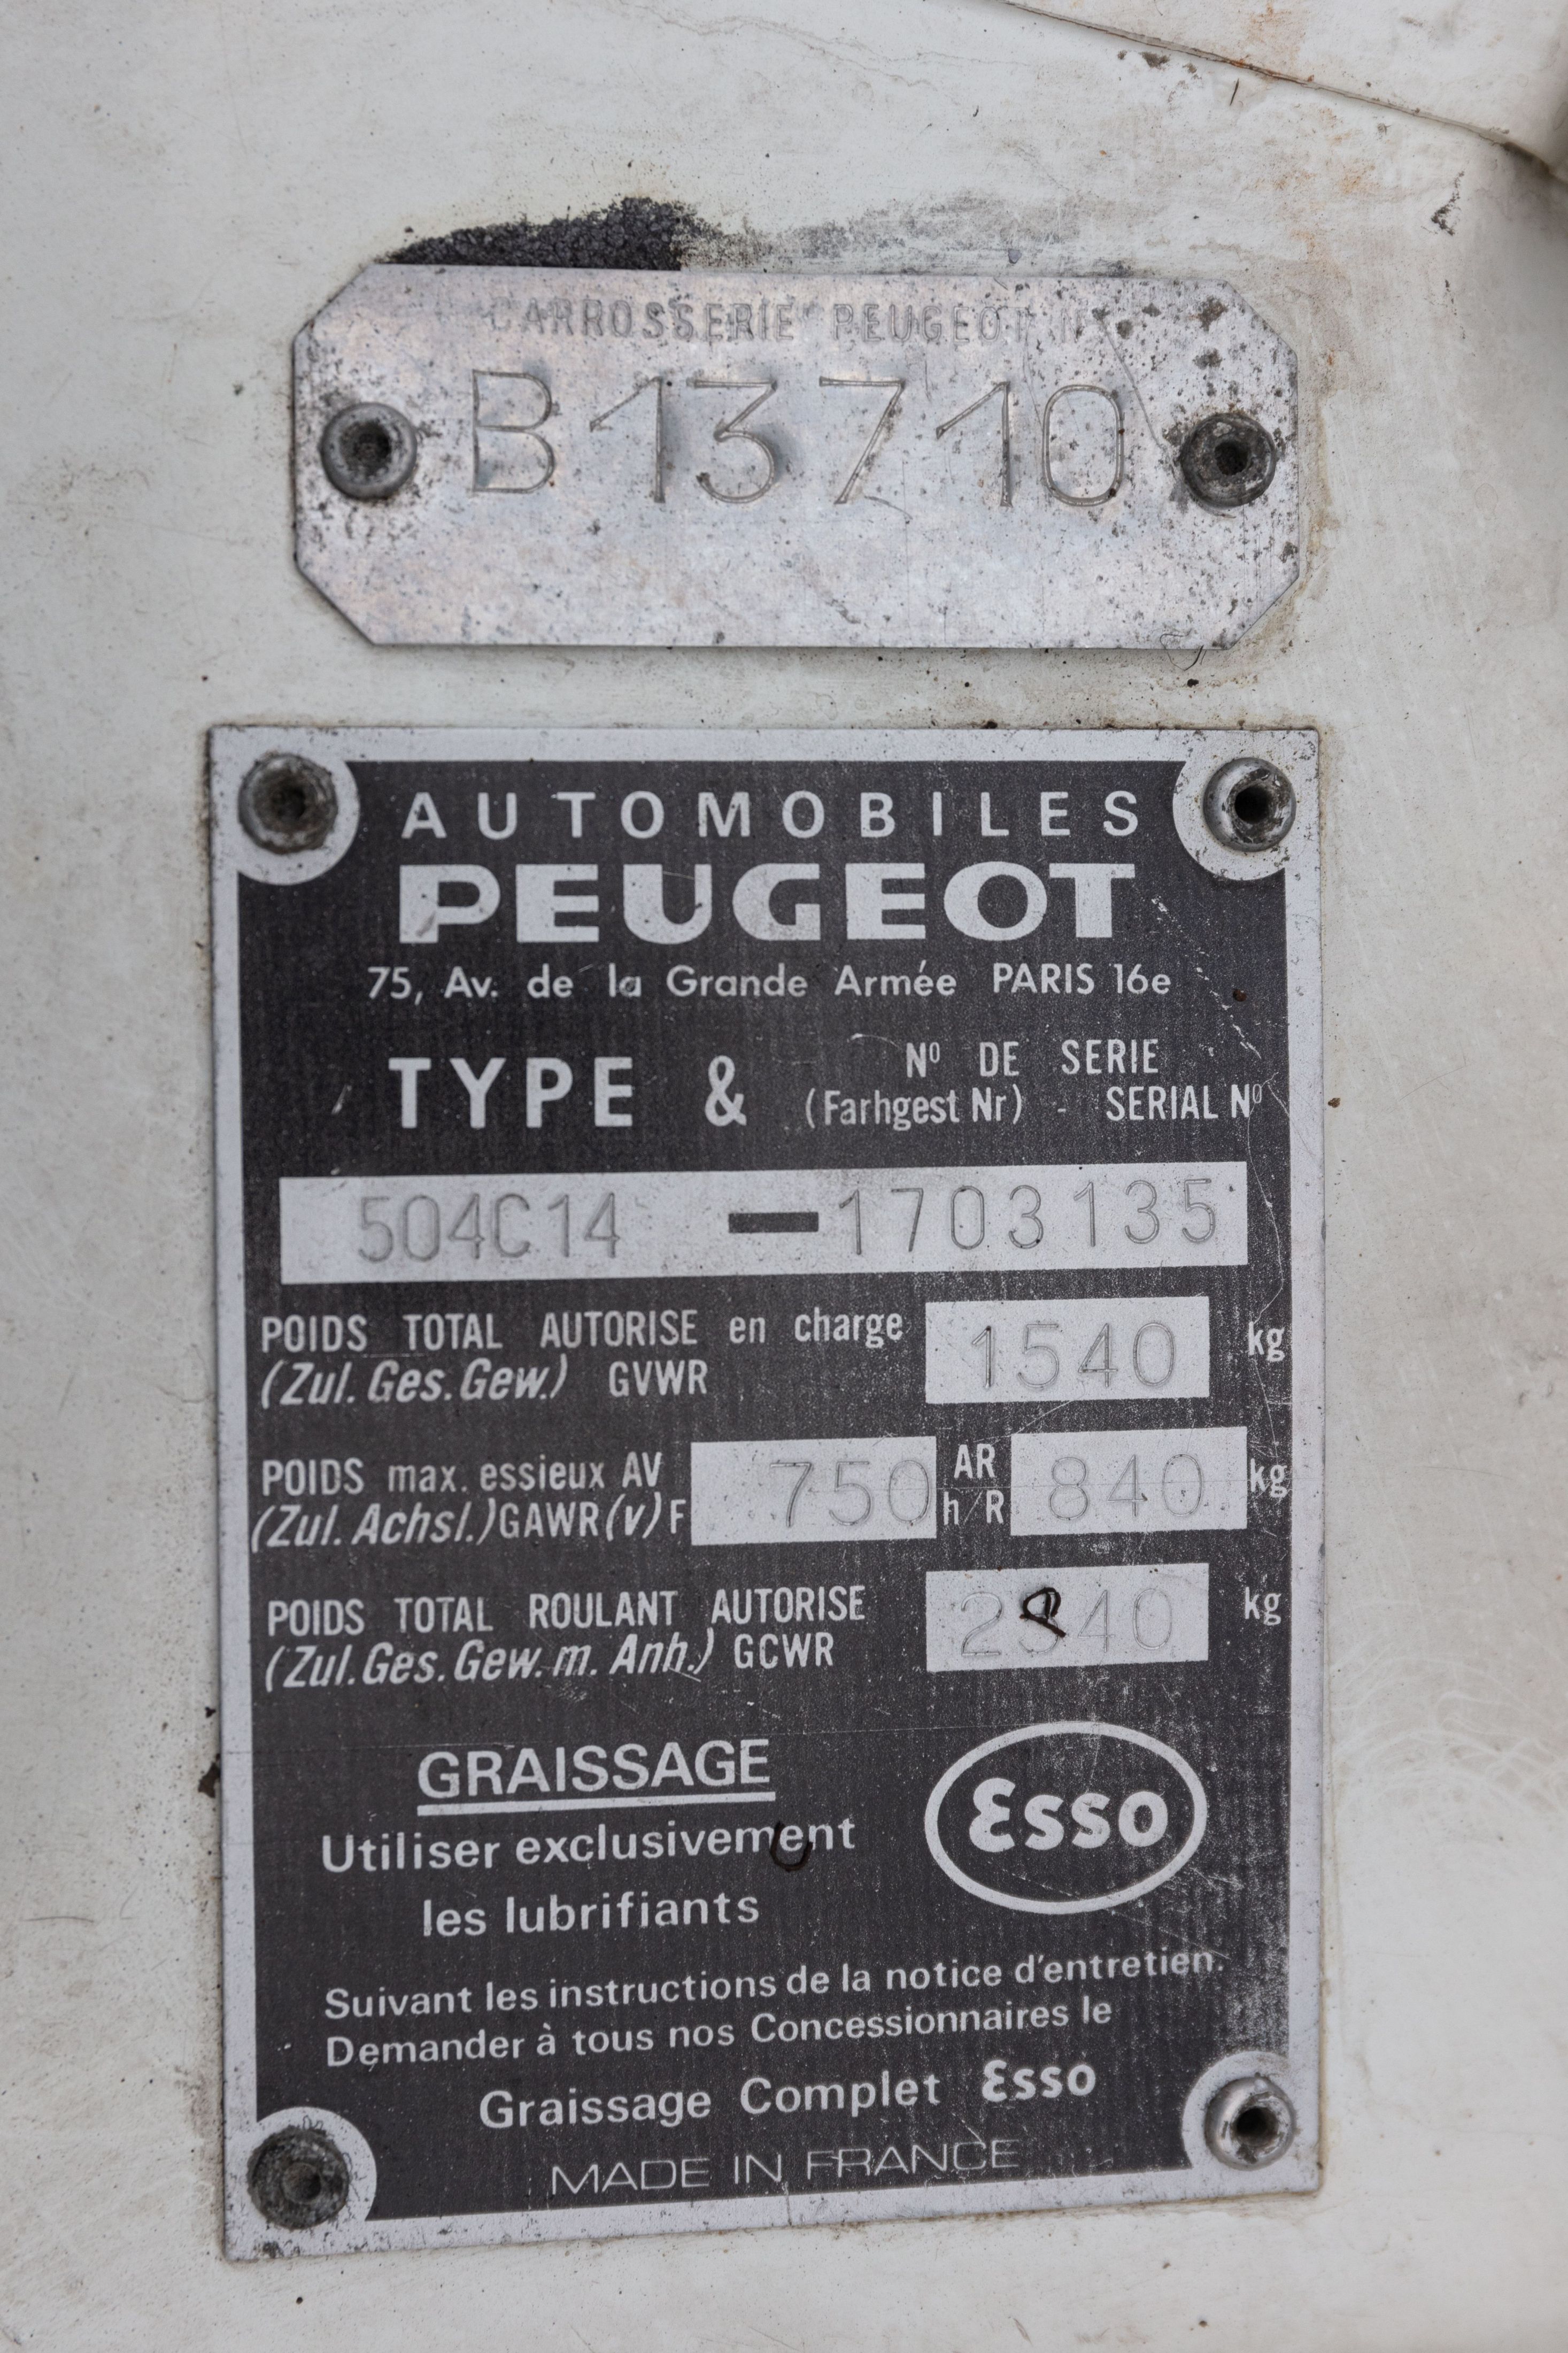 CARROSSERIE PEUGEOT N°
B13710
AUTOMOBILES
PEUGEOT
75, Av. de la Grande Armée PARIS 16e
TYPE & Nº DE SERIE
(Farhgest Nr) - SERIAL Nº
504C14 — 1703135
POIDS TOTAL AUTORISE en charge 1540 kg
(Zul. Ges. Gew.) GVWR
POIDS max. essieux AV 750 AR 840 kg
(Zul. Achsl.) GAWR (v) F h/R
POIDS TOTAL ROULANT AUTORISE kg
(Zul. Ges. Gew. m. Anh.) GCWR
GRAISSAGE
Esso
Utiliser exclusivement
les lubrifiants
Suivant les instructions de la notice d'entretien.
Demander à tous nos Concessionnaires le
Graissage Complet Esso
MADE IN FRANCE